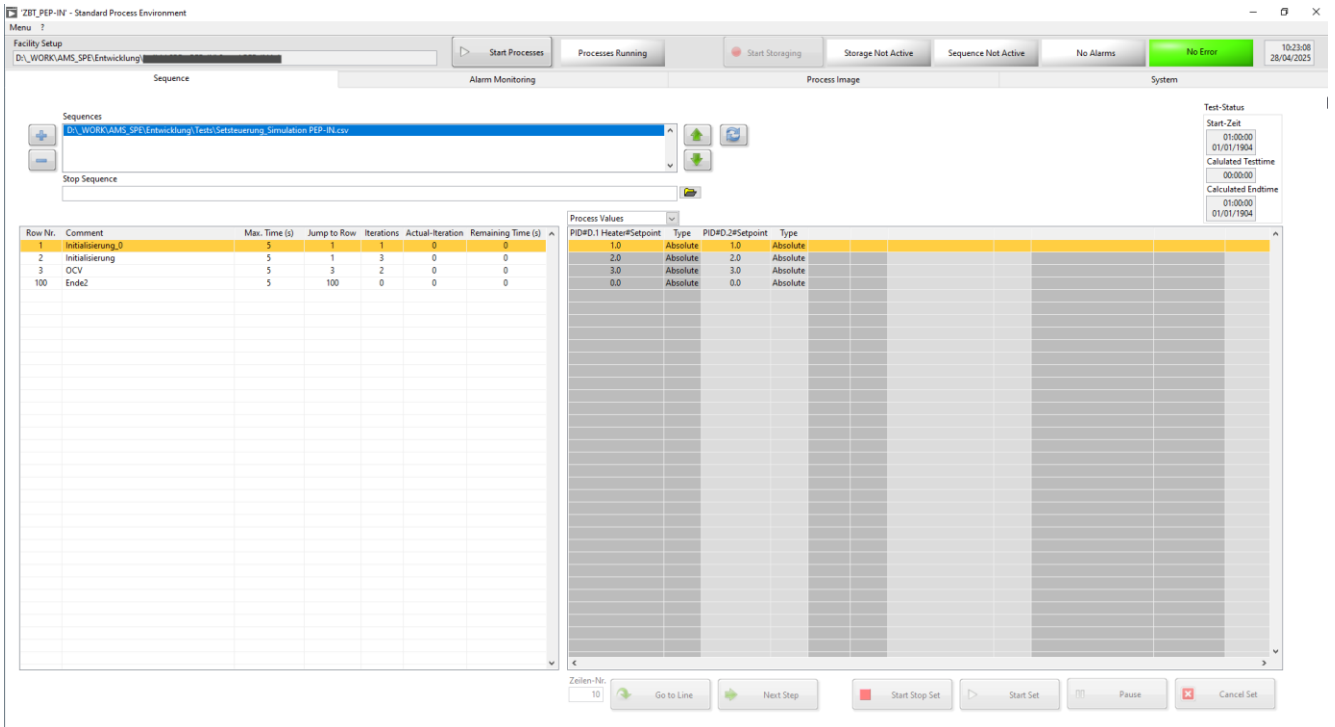 'ZBT_PEP-IN' - Standard Process Environment
Menu ?
Facility Setup
D:\_WORK\AMS_SPE\Entwicklung\
Start Processes
Processes Running
Start Storaging
Storage Not Active
Sequence Not Active
No Alarms
No Error
10:23:08
28/04/2025
Sequence Alarm Monitoring Process Image System
Sequences
D:\_WORK\AMS_SPE\Entwicklung\Tests\Setsteuerung_Simulation PEP-IN.csv
Stop Sequence
Test-Status
Start-Zeit
01:00:00
01/01/1904
Calulated Testtime
00:00:00
Calculated Endtime
01:00:00
01/01/1904
Process Values
Row Nr. Comment Max. Time (s) Jump to Row Iterations Actual-Iteration Remaining Time (s) PID#D.1 Heater#Setpoint Type PID#D.2#Setpoint Type
1 Initialisierung_0 5 1 1 0 0 1.0 Absolute 1.0 Absolute
2 Initialisierung 5 1 3 0 0 2.0 Absolute 2.0 Absolute
3 OCV 5 3 2 0 0 3.0 Absolute 3.0 Absolute
100 Ende2 5 100 0 0 0 0.0 Absolute 0.0 Absolute
Zeilen-Nr.
10 Go to Line Next Step Start Stop Set Start Set Pause Cancel Set